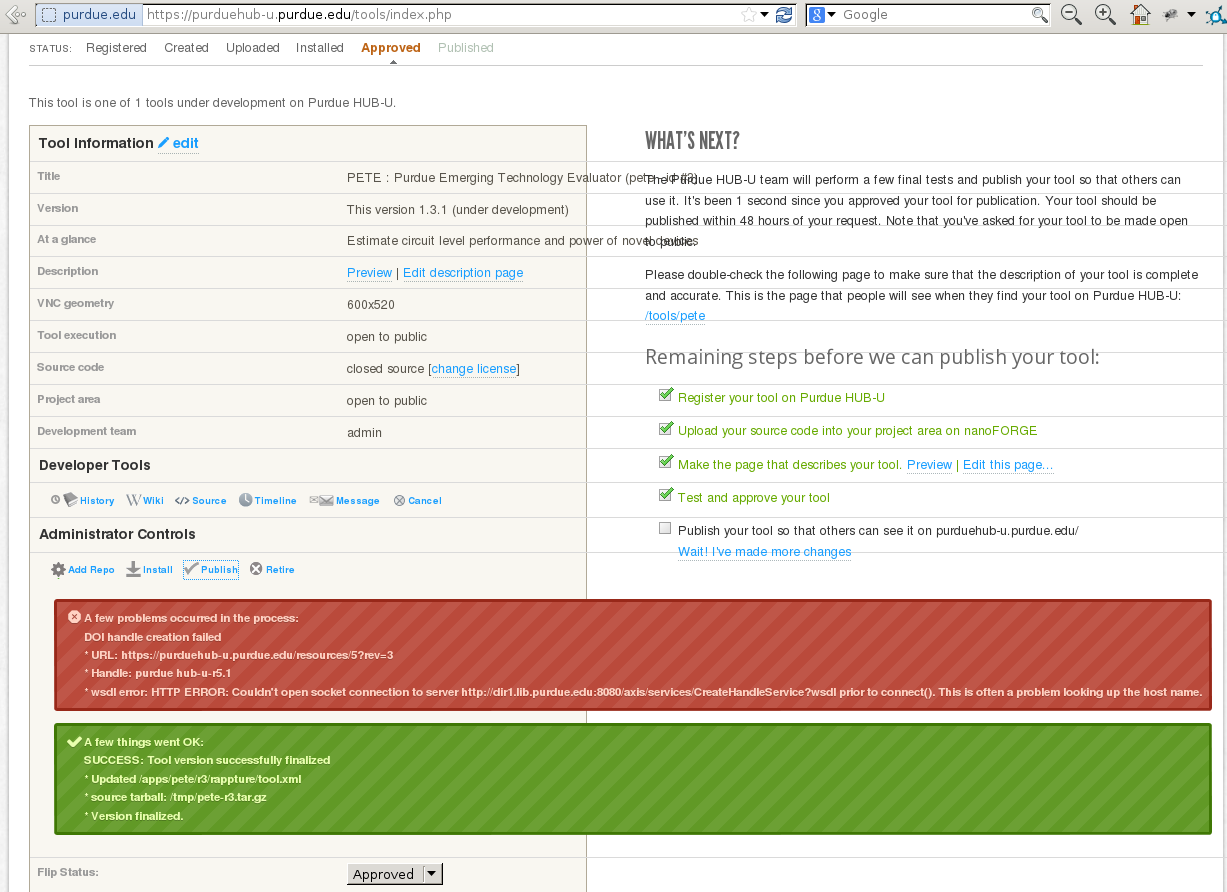 purdue.edu https://purduehub-u.purdue.edu/tools/index.php Google
STATUS: Registered Created Uploaded Installed Approved Published
This tool is one of 1 tools under development on Purdue HUB-U.
Tool Information edit
Title PETE : Purdue Emerging Technology Evaluator (pete - id #3)
Version This version 1.3.1 (under development)
At a glance Estimate circuit level performance and power of novel devices
Description Preview | Edit description page
VNC geometry 600x520
Tool execution open to public
Source code closed source [change license]
Project area open to public
Development team admin
Developer Tools
History Wiki Source Timeline Message Cancel
Administrator Controls
Add Repo Install Publish Retire
WHAT'S NEXT?
The Purdue HUB-U team will perform a few final tests and publish your tool so that others can
use it. It's been 1 second since you approved your tool for publication. Your tool should be
published within 48 hours of your request. Note that you've asked for your tool to be made open
to public.
Please double-check the following page to make sure that the description of your tool is complete
and accurate. This is the page that people will see when they find your tool on Purdue HUB-U:
/tools/pete
Remaining steps before we can publish your tool:
Register your tool on Purdue HUB-U
Upload your source code into your project area on nanoFORGE
Make the page that describes your tool. Preview | Edit this page...
Test and approve your tool
Publish your tool so that others can see it on purduehub-u.purdue.edu/
Wait! I've made more changes
A few problems occurred in the process:
DOI handle creation failed
* URL: https://purduehub-u.purdue.edu/resources/5?rev=3
* Handle: purdue hub-u-r5.1
* wsdl error: HTTP ERROR: Couldn't open socket connection to server http://dir1.lib.purdue.edu:8080/axis/services/CreateHandleService?wsdl prior to connect(). This is often a problem looking up the host name.
A few things went OK:
SUCCESS: Tool version successfully finalized
* Updated /apps/pete/r3/rappture/tool.xml
* source tarball: /tmp/pete-r3.tar.gz
* Version finalized.
Flip Status: Approved